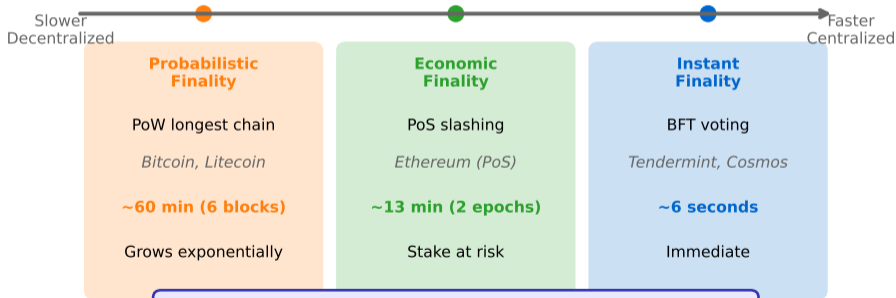 Slower
Decentralized
Faster
Centralized
Probabilistic
Finality
PoW longest chain
Bitcoin, Litecoin
~60 min (6 blocks)
Grows exponentially
Economic
Finality
PoS slashing
Ethereum (PoS)
~13 min (2 epochs)
Stake at risk
Instant
Finality
BFT voting
Tendermint, Cosmos
~6 seconds
Immediate